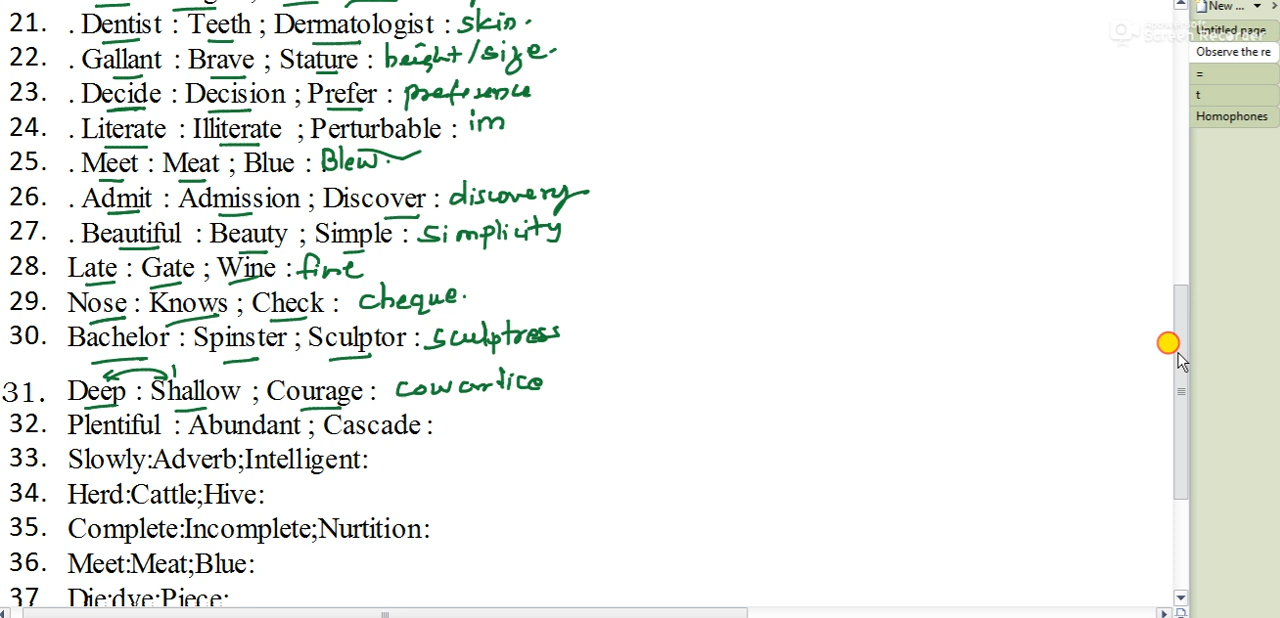 21. . Dentist : Teeth ; Dermatologist : skin.
22. . Gallant : Brave ; Stature : height/size.
23. . Decide : Decision ; Prefer : preference
24. . Literate : Illiterate ; Perturbable : im
25. . Meet : Meat ; Blue : Blew.
26. . Admit : Admission ; Discover : discovery
27. . Beautiful : Beauty ; Simple : simplicity
28. Late : Gate ; Wine : fine
29. Nose : Knows ; Check : cheque.
30. Bachelor : Spinster ; Sculptor : sculptress
31. Deep : Shallow ; Courage : cowardice
32. Plentiful : Abundant ; Cascade :
33. Slowly:Adverb;Intelligent:
34. Herd:Cattle;Hive:
35. Complete:Incomplete;Nurtition:
36. Meet:Meat;Blue:
37 Die:dye;Piece:
New ...
Untitled page
Observe the re
=
t
Homophones
Screen Recorder